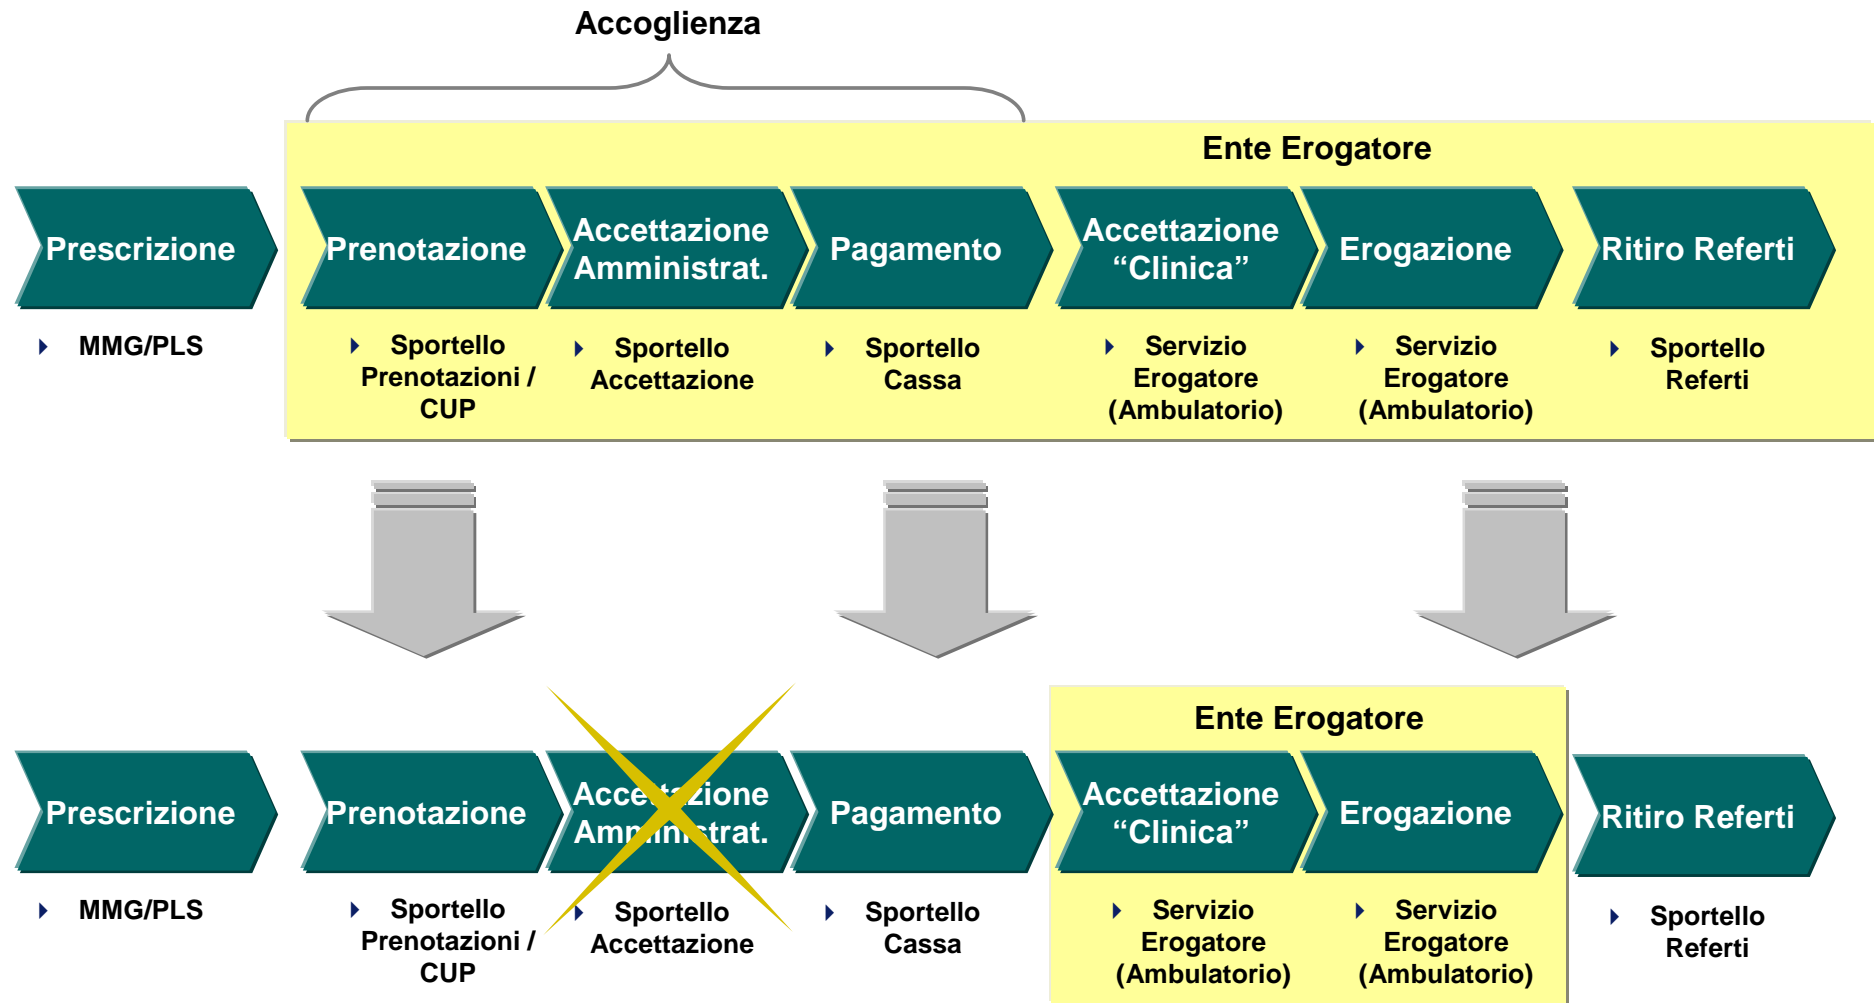 Accoglienza
Ente Erogatore
Prescrizione
Prenotazione
Accettazione
Amministrat.
Pagamento
Accettazione
“Clinica”
Erogazione
Ritiro Referti
MMG/PLS
Sportello
Prenotazioni /
CUP
Sportello
Accettazione
Sportello
Cassa
Servizio
Erogatore
(Ambulatorio)
Servizio
Erogatore
(Ambulatorio)
Sportello
Referti
Ente Erogatore
Prescrizione
Prenotazione
Accettazione
Amministrat.
Pagamento
Accettazione
“Clinica”
Erogazione
Ritiro Referti
MMG/PLS
Sportello
Prenotazioni /
CUP
Sportello
Accettazione
Sportello
Cassa
Servizio
Erogatore
(Ambulatorio)
Servizio
Erogatore
(Ambulatorio)
Sportello
Referti